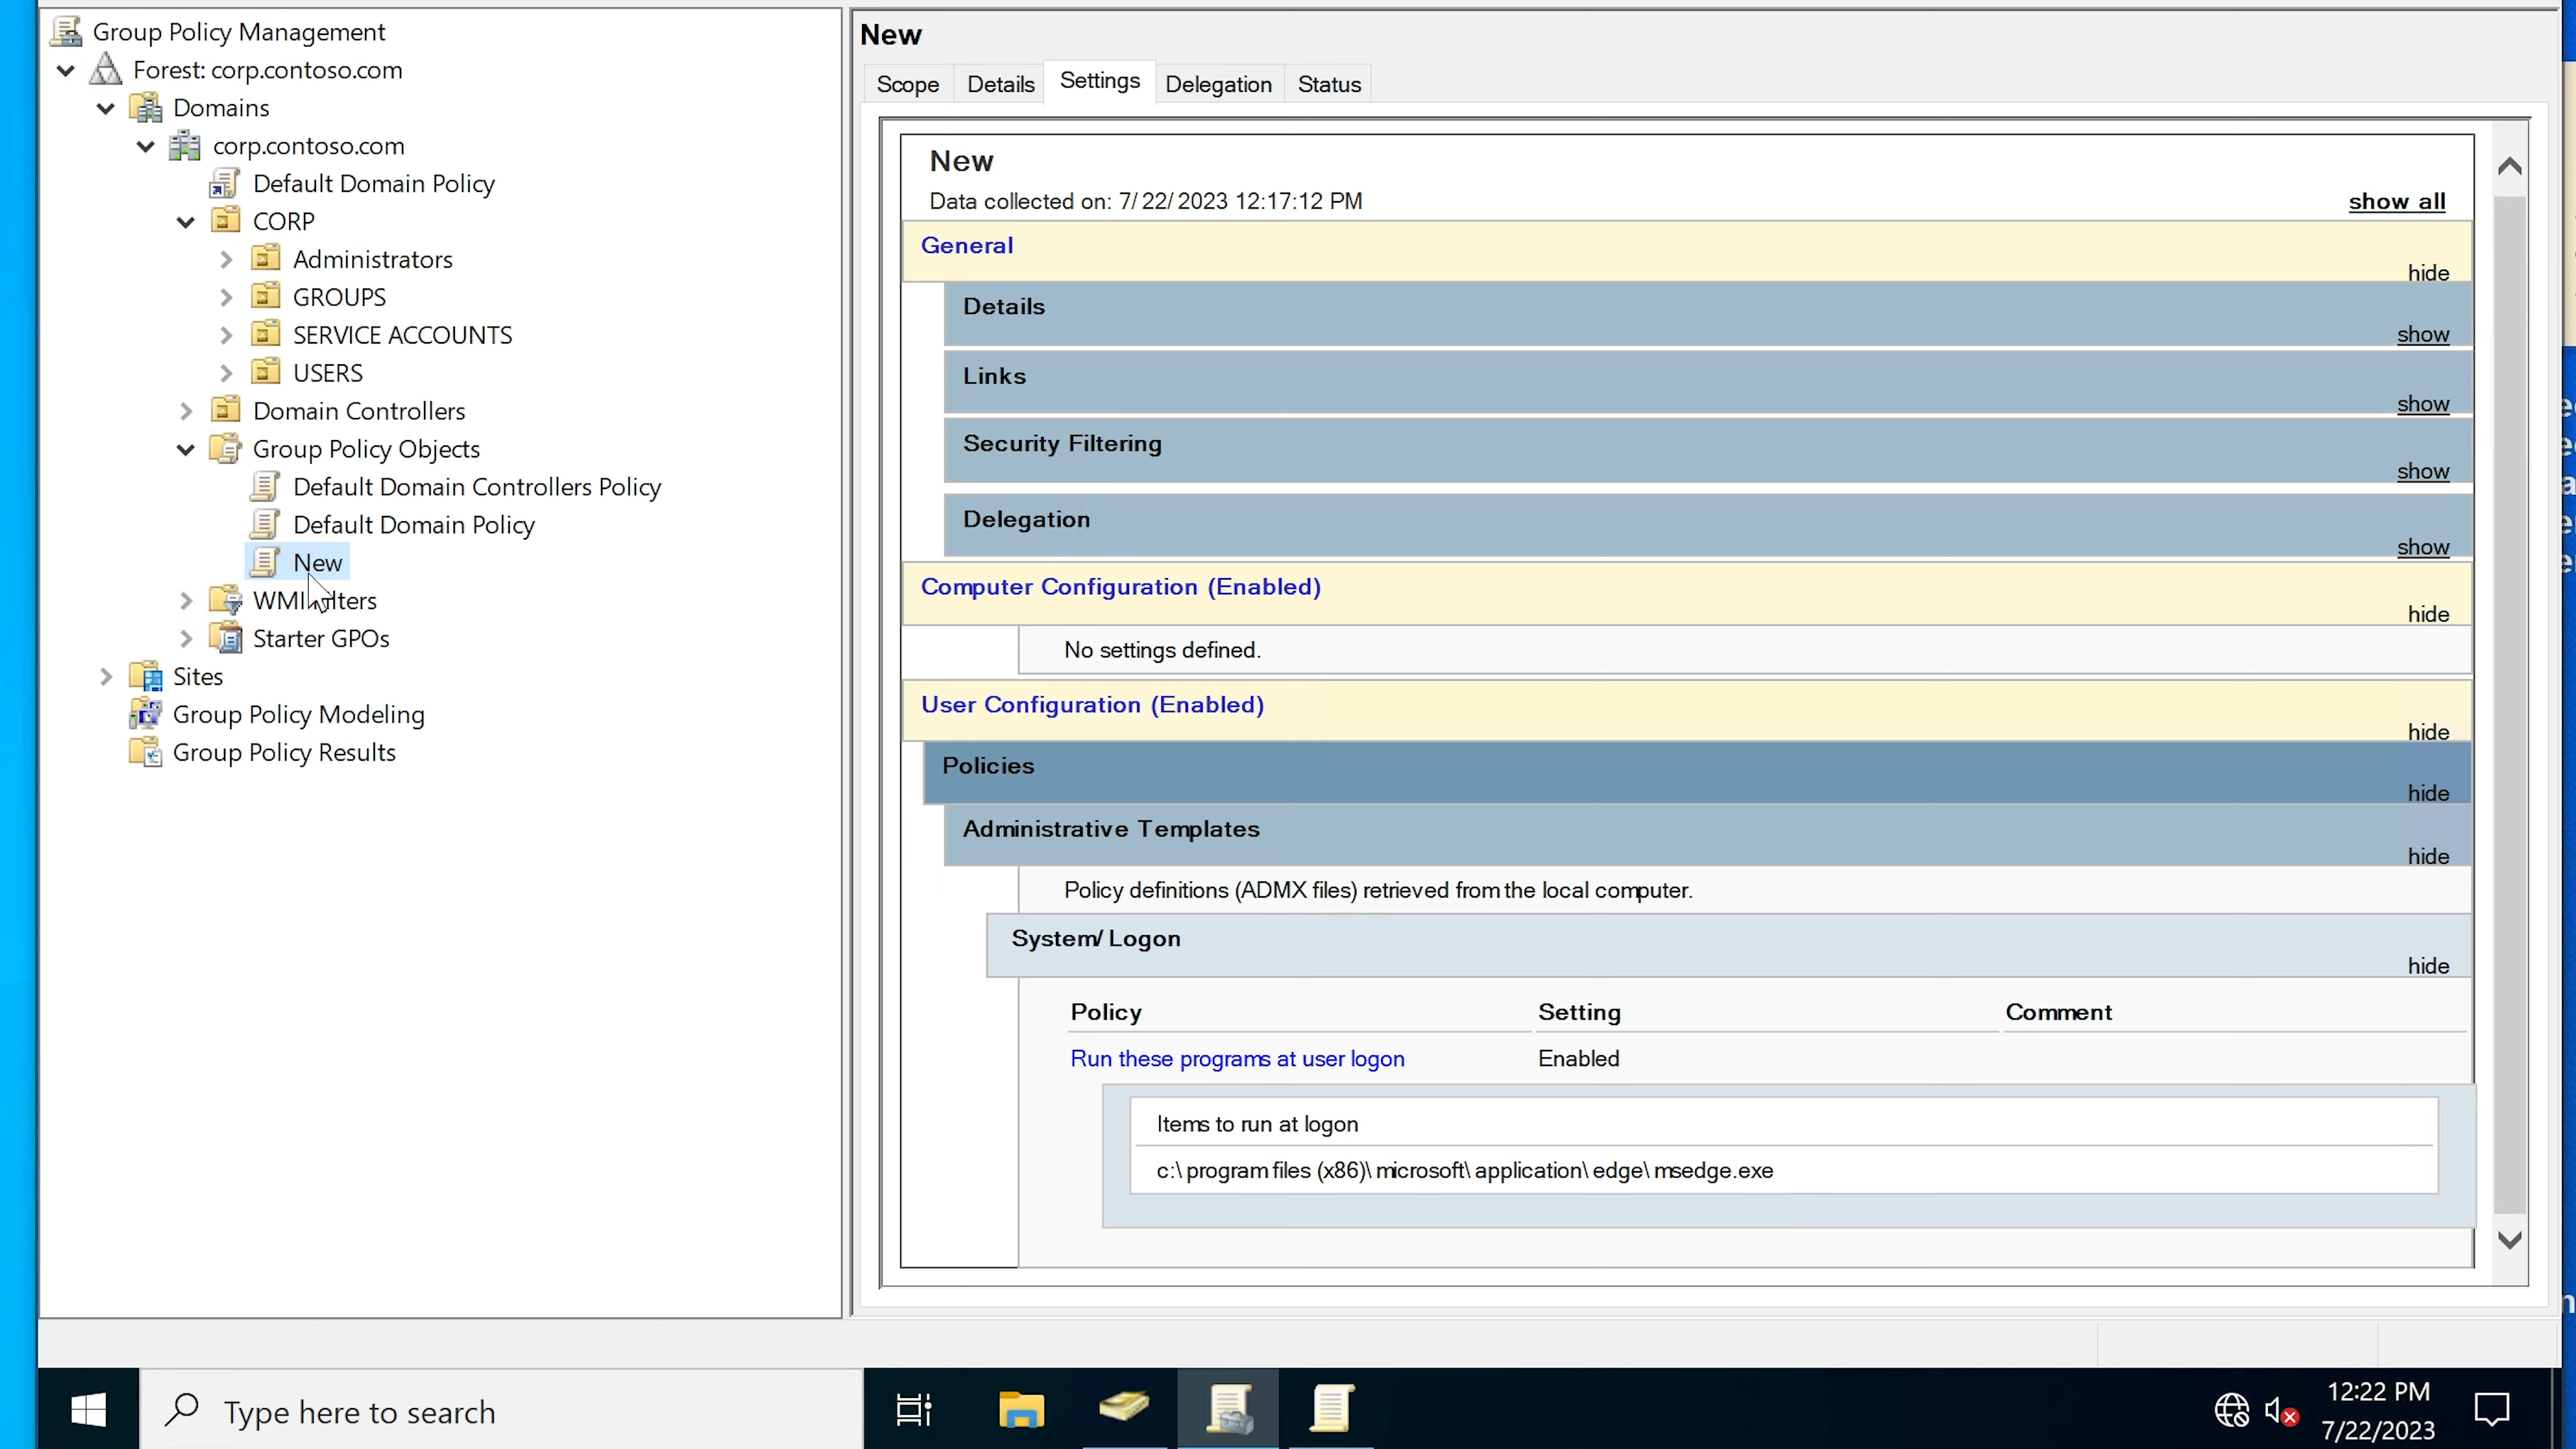 Group Policy Management
Forest: corp.contoso.com
Domains
corp.contoso.com
Default Domain Policy
CORP
Administrators
GROUPS
SERVICE ACCOUNTS
USERS
Domain Controllers
Group Policy Objects
Default Domain Controllers Policy
Default Domain Policy
New
Starter GPOs
Sites
Group Policy Modeling
Group Policy Results
New
Scope Details Settings Delegation Status
New
Data collected on: 7/22/2023 12:17:12 PM show all
General
hide
Details
show
Links
show
Security Filtering
show
Delegation
show
Computer Configuration (Enabled)
hide
No settings defined.
User Configuration (Enabled)
hide
Policies
hide
Administrative Templates
hide
Policy definitions (ADMX files) retrieved from the local computer.
System/Logon
hide
Policy Setting Comment
Run these programs at user logon Enabled
Items to run at logon
c:\program files (x86)\microsoft\application\edge\msedge.exe
Type here to search
12:22 PM
7/22/2023